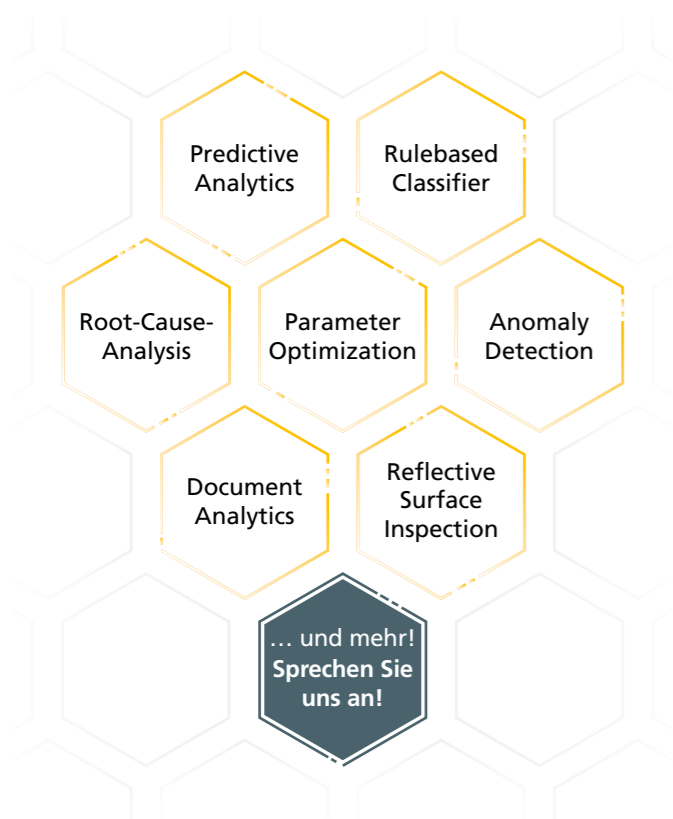 Predictive
Analytics
Rulebased
Classifier
Root-Cause-
Analysis
Parameter
Optimization
Anomaly
Detection
Document
Analytics
Reflective
Surface
Inspection
… und mehr!
Sprechen Sie
uns an!